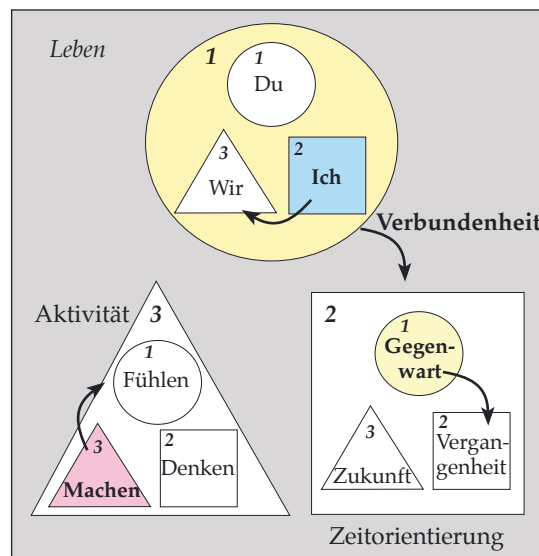 Leben
1
1
Du
3
Wir
2
Ich
Verbundenheit
Aktivität
3
1
Fühlen
3
Machen
2
Denken
2
1
Gegen-
wart
3
Zukunft
2
Vergan-
genheit
Zeitorientierung